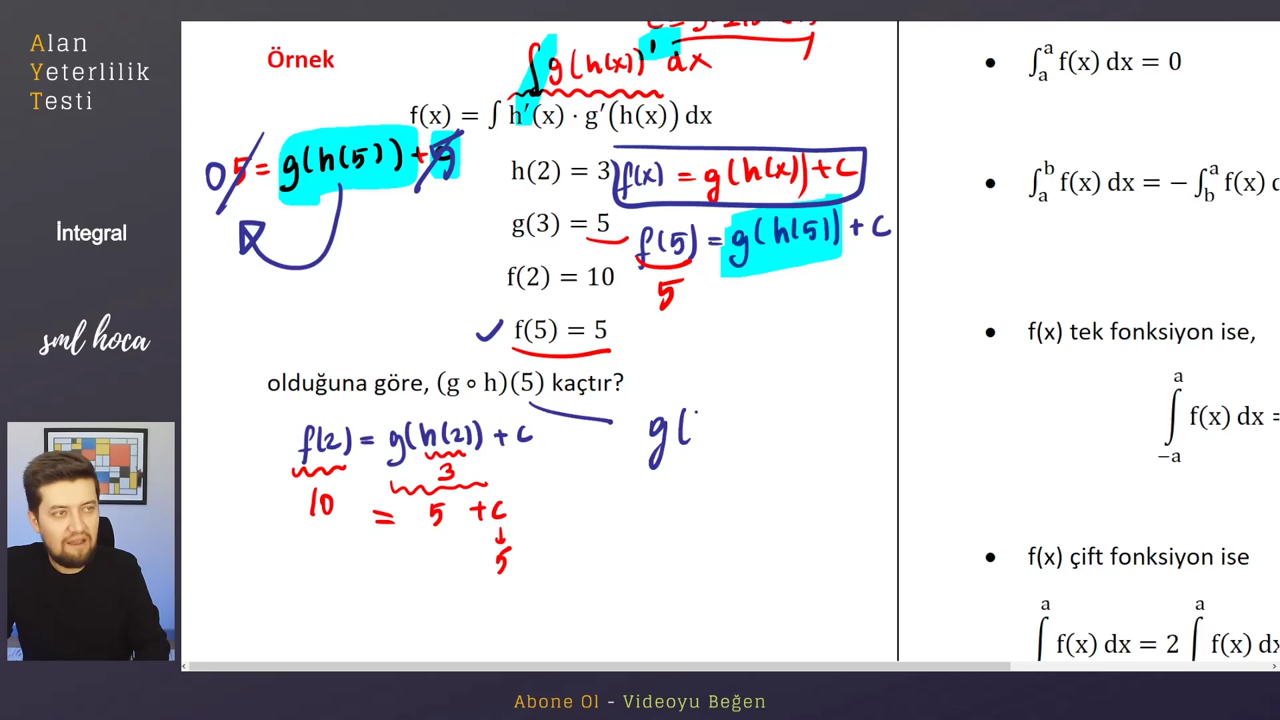 Alan
Yeterlilik
Testi
İntegral
sml hoca
Örnek
∫ g(h(x))' dx
f(x) = ∫ h′(x) · g′(h(x)) dx
0 5 = g(h(5)) + 5
h(2) = 3
f(x) = g(h(x)) + c
g(3) = 5
f(5) = g(h(5)) + c
5
f(2) = 10
✓ f(5) = 5
olduğuna göre, (g ∘ h)(5) kaçtır?
g(
f(2) = g(h(2)) + c
3
10 = 5 + c
↓
5
• ∫ₐᵃ f(x) dx = 0
• ∫ₐᵇ f(x) dx = − ∫_bᵃ f(x) d
• f(x) tek fonksiyon ise,
∫₋ₐᵃ f(x) dx =
• f(x) çift fonksiyon ise
∫ᵃ f(x) dx = 2 ∫ᵃ f(x) dx
Abone Ol - Videoyu Beğen